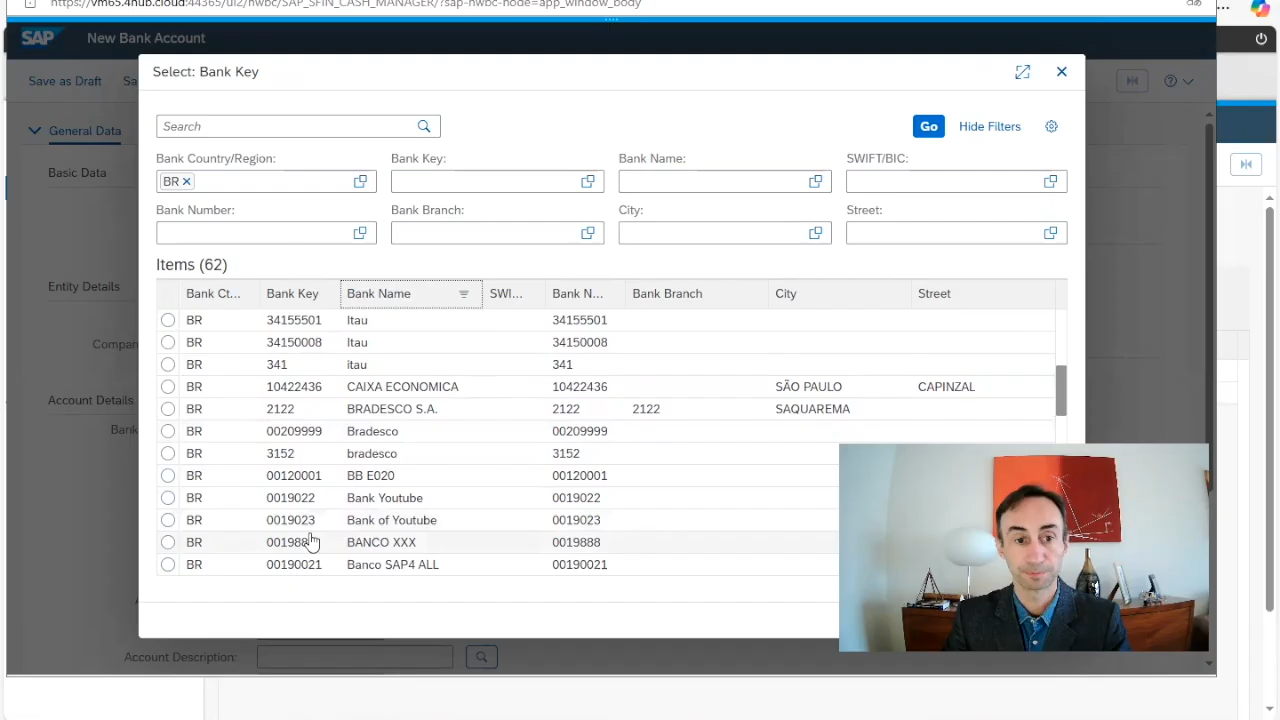 https://vm65.4hub.cloud:44365/ui2/nwbc/SAP_SFIN_CASH_MANAGER/?sap-nwbc-node=app_window_body
SAP New Bank Account
Save as Draft Sa
Select: Bank Key
General Data
Basic Data
Entity Details
Compan
Account Details
Bank
A
Account Description:
Search
Go Hide Filters
Bank Country/Region: Bank Key: Bank Name: SWIFT/BIC:
BR
Bank Number: Bank Branch: City: Street:
Items (62)
Bank Ct... Bank Key Bank Name SWI... Bank N... Bank Branch City Street
BR 34155501 Itau 34155501
BR 34150008 Itau 34150008
BR 341 itau 341
BR 10422436 CAIXA ECONOMICA 10422436 SÃO PAULO CAPINZAL
BR 2122 BRADESCO S.A. 2122 2122 SAQUAREMA
BR 00209999 Bradesco 00209999
BR 3152 bradesco 3152
BR 00120001 BB E020 00120001
BR 0019022 Bank Youtube 0019022
BR 0019023 Bank of Youtube 0019023
BR 001988 BANCO XXX 0019888
BR 00190021 Banco SAP4 ALL 00190021